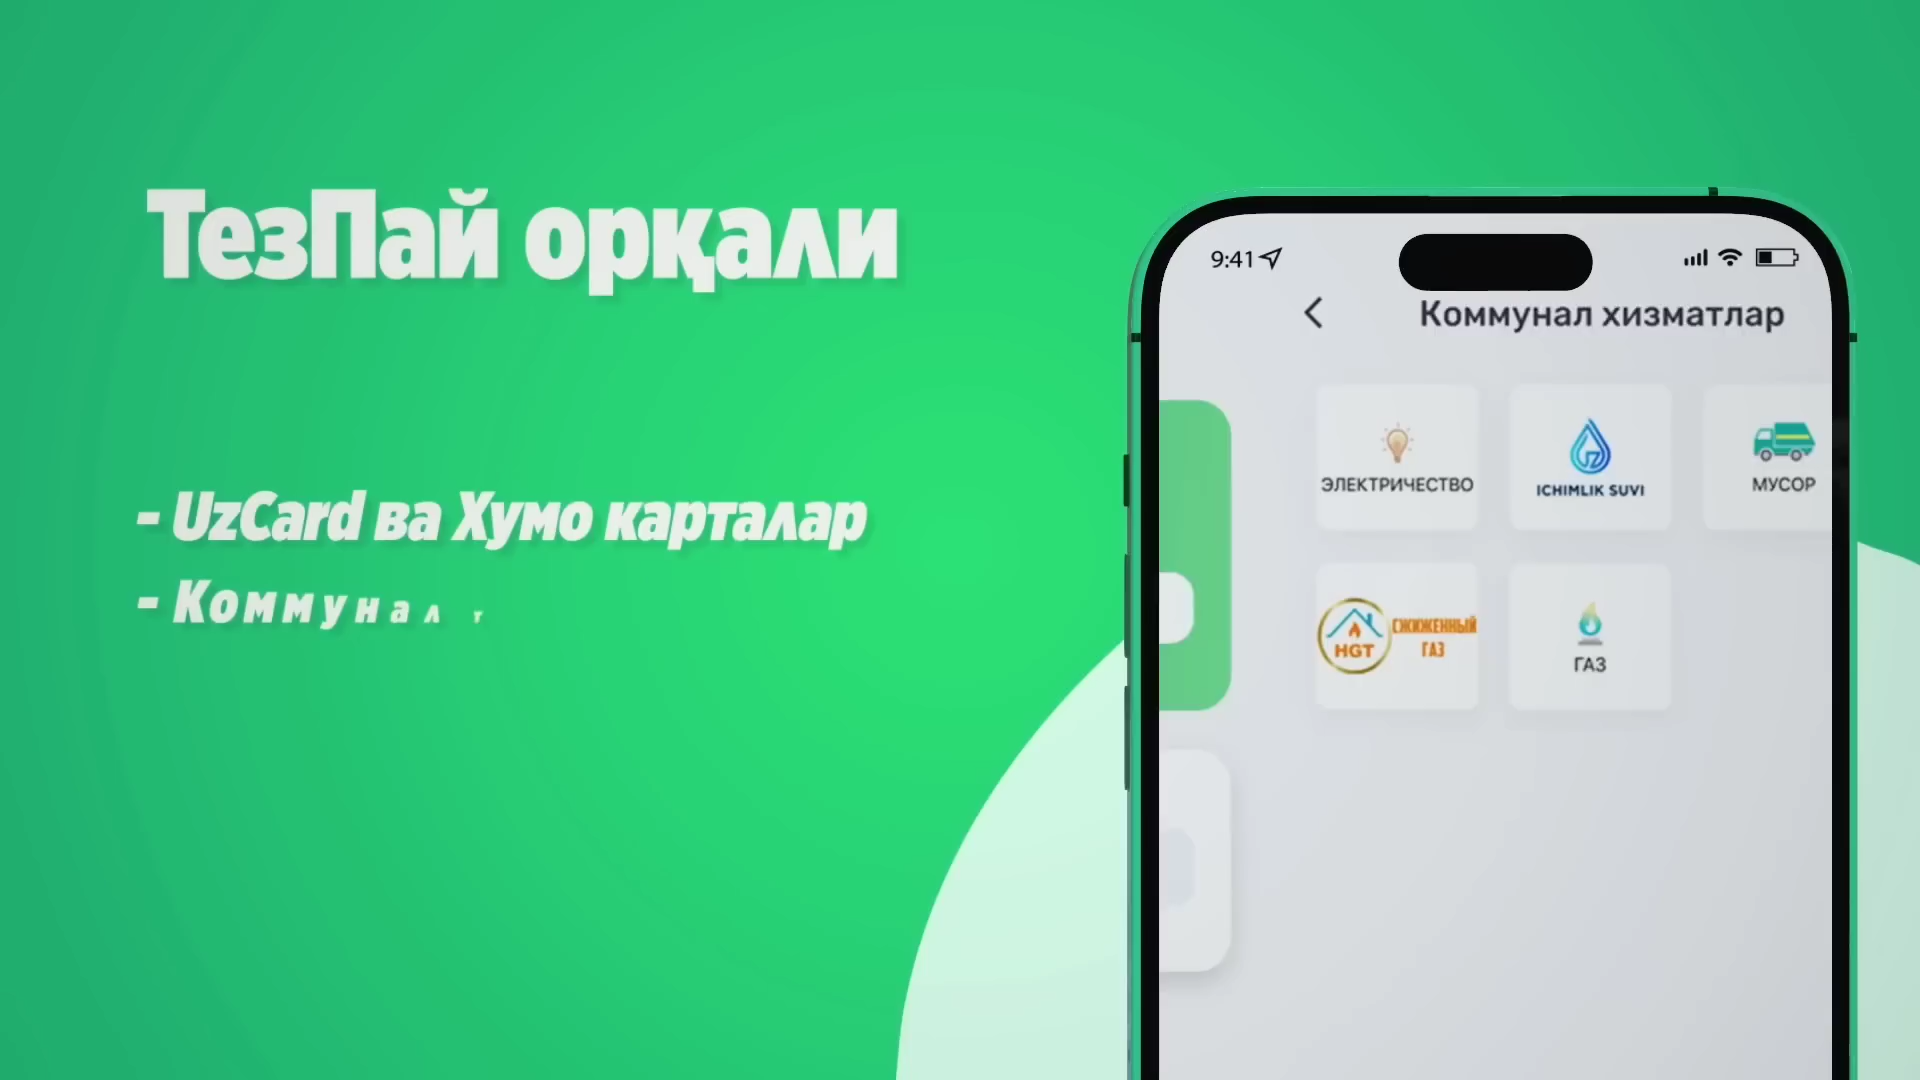 ТезПай орқали
- UzCard ва Хумо карталар
- Коммунал т
9:41
Коммунал хизматлар
ЭЛЕКТРИЧЕСТВО
ICHIMLIK SUVI
МУСОР
HGT
СЖИЖЕННЫЙ
ГАЗ
ГАЗ